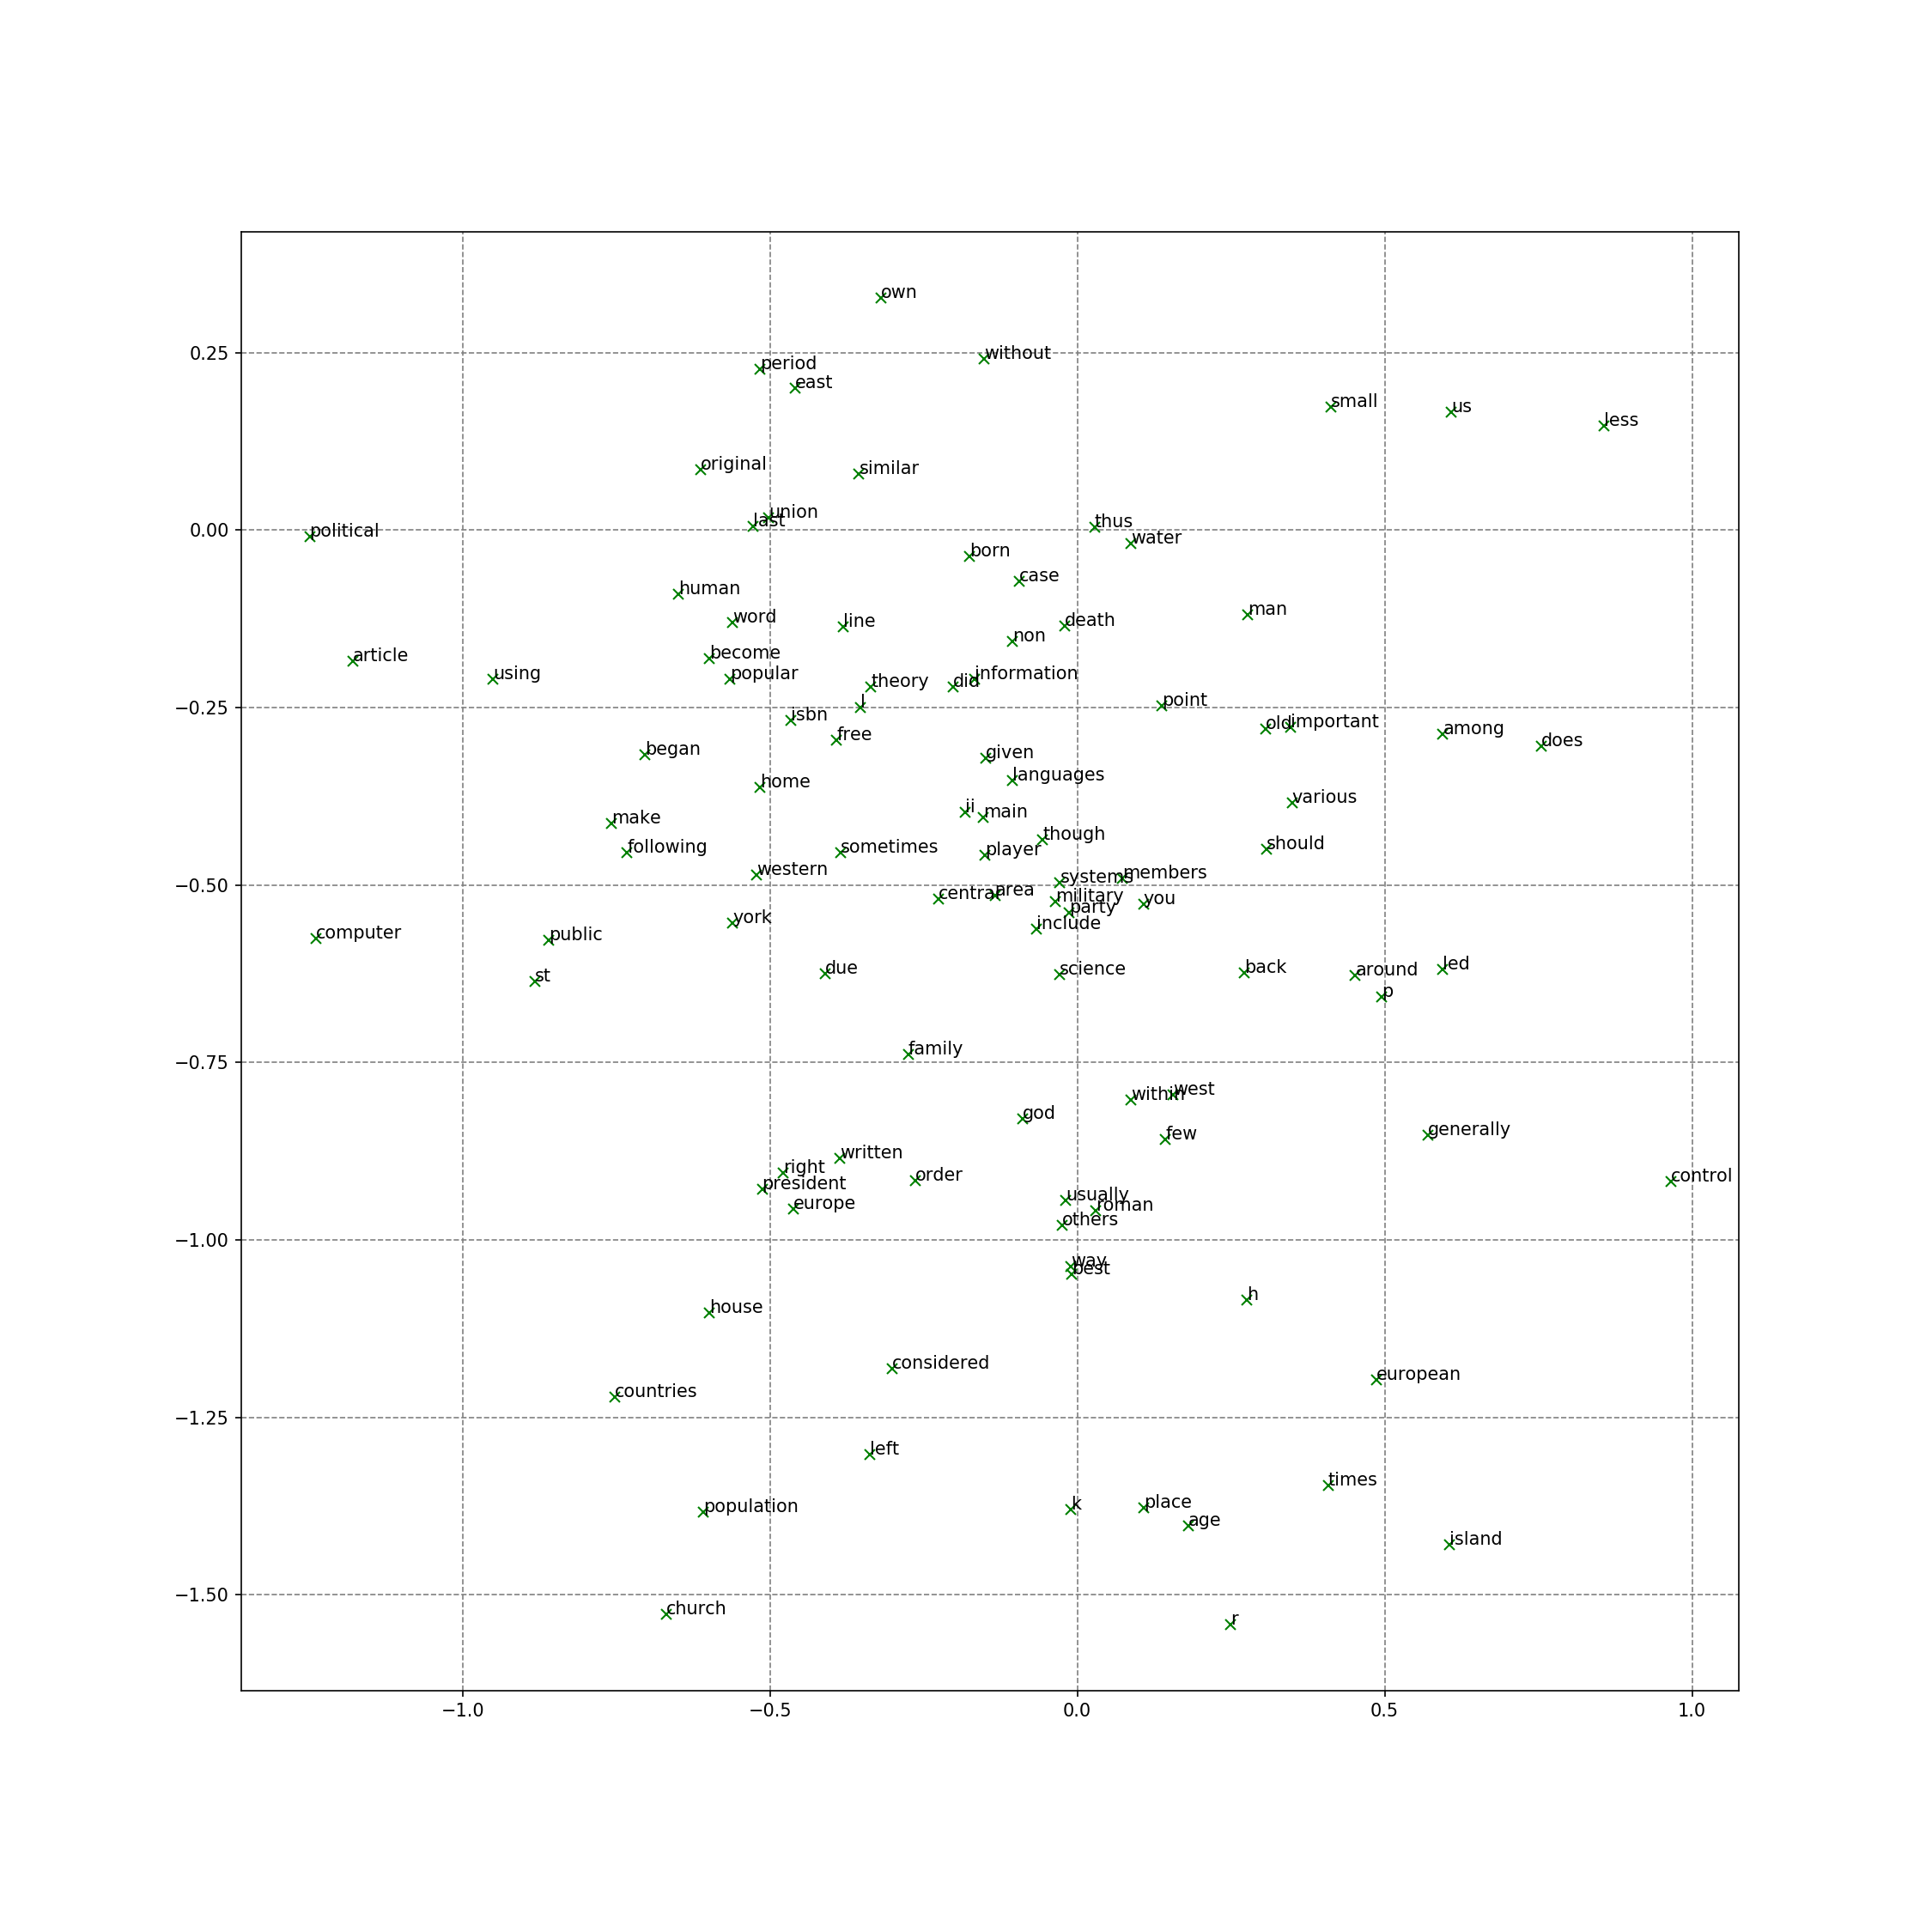 own
without
0.25
period
east
small
us
less
original
similar
union
last
thus
0.00
political
water
born
case
human
man
word
line
death
non
become
article
using
popular
theory
did
information
point
l
−0.25
isbn
old
important
free
among
does
began
given
languages
home
various
ii
main
make
though
should
following
sometimes
player
western
systems
members
−0.50
central
area
military
you
party
york
include
computer
public
due
science
back
around
led
st
p
family
−0.75
within
west
god
few
generally
written
right
order
control
president
usually
europe
roman
others
−1.00
way
best
h
house
considered
european
countries
−1.25
left
times
population
k
place
age
island
−1.50
church
r
−1.0
−0.5
0.0
0.5
1.0